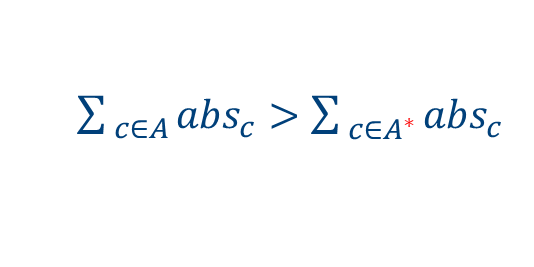 ∑ c∈A abs_c > ∑ c∈A* abs_c